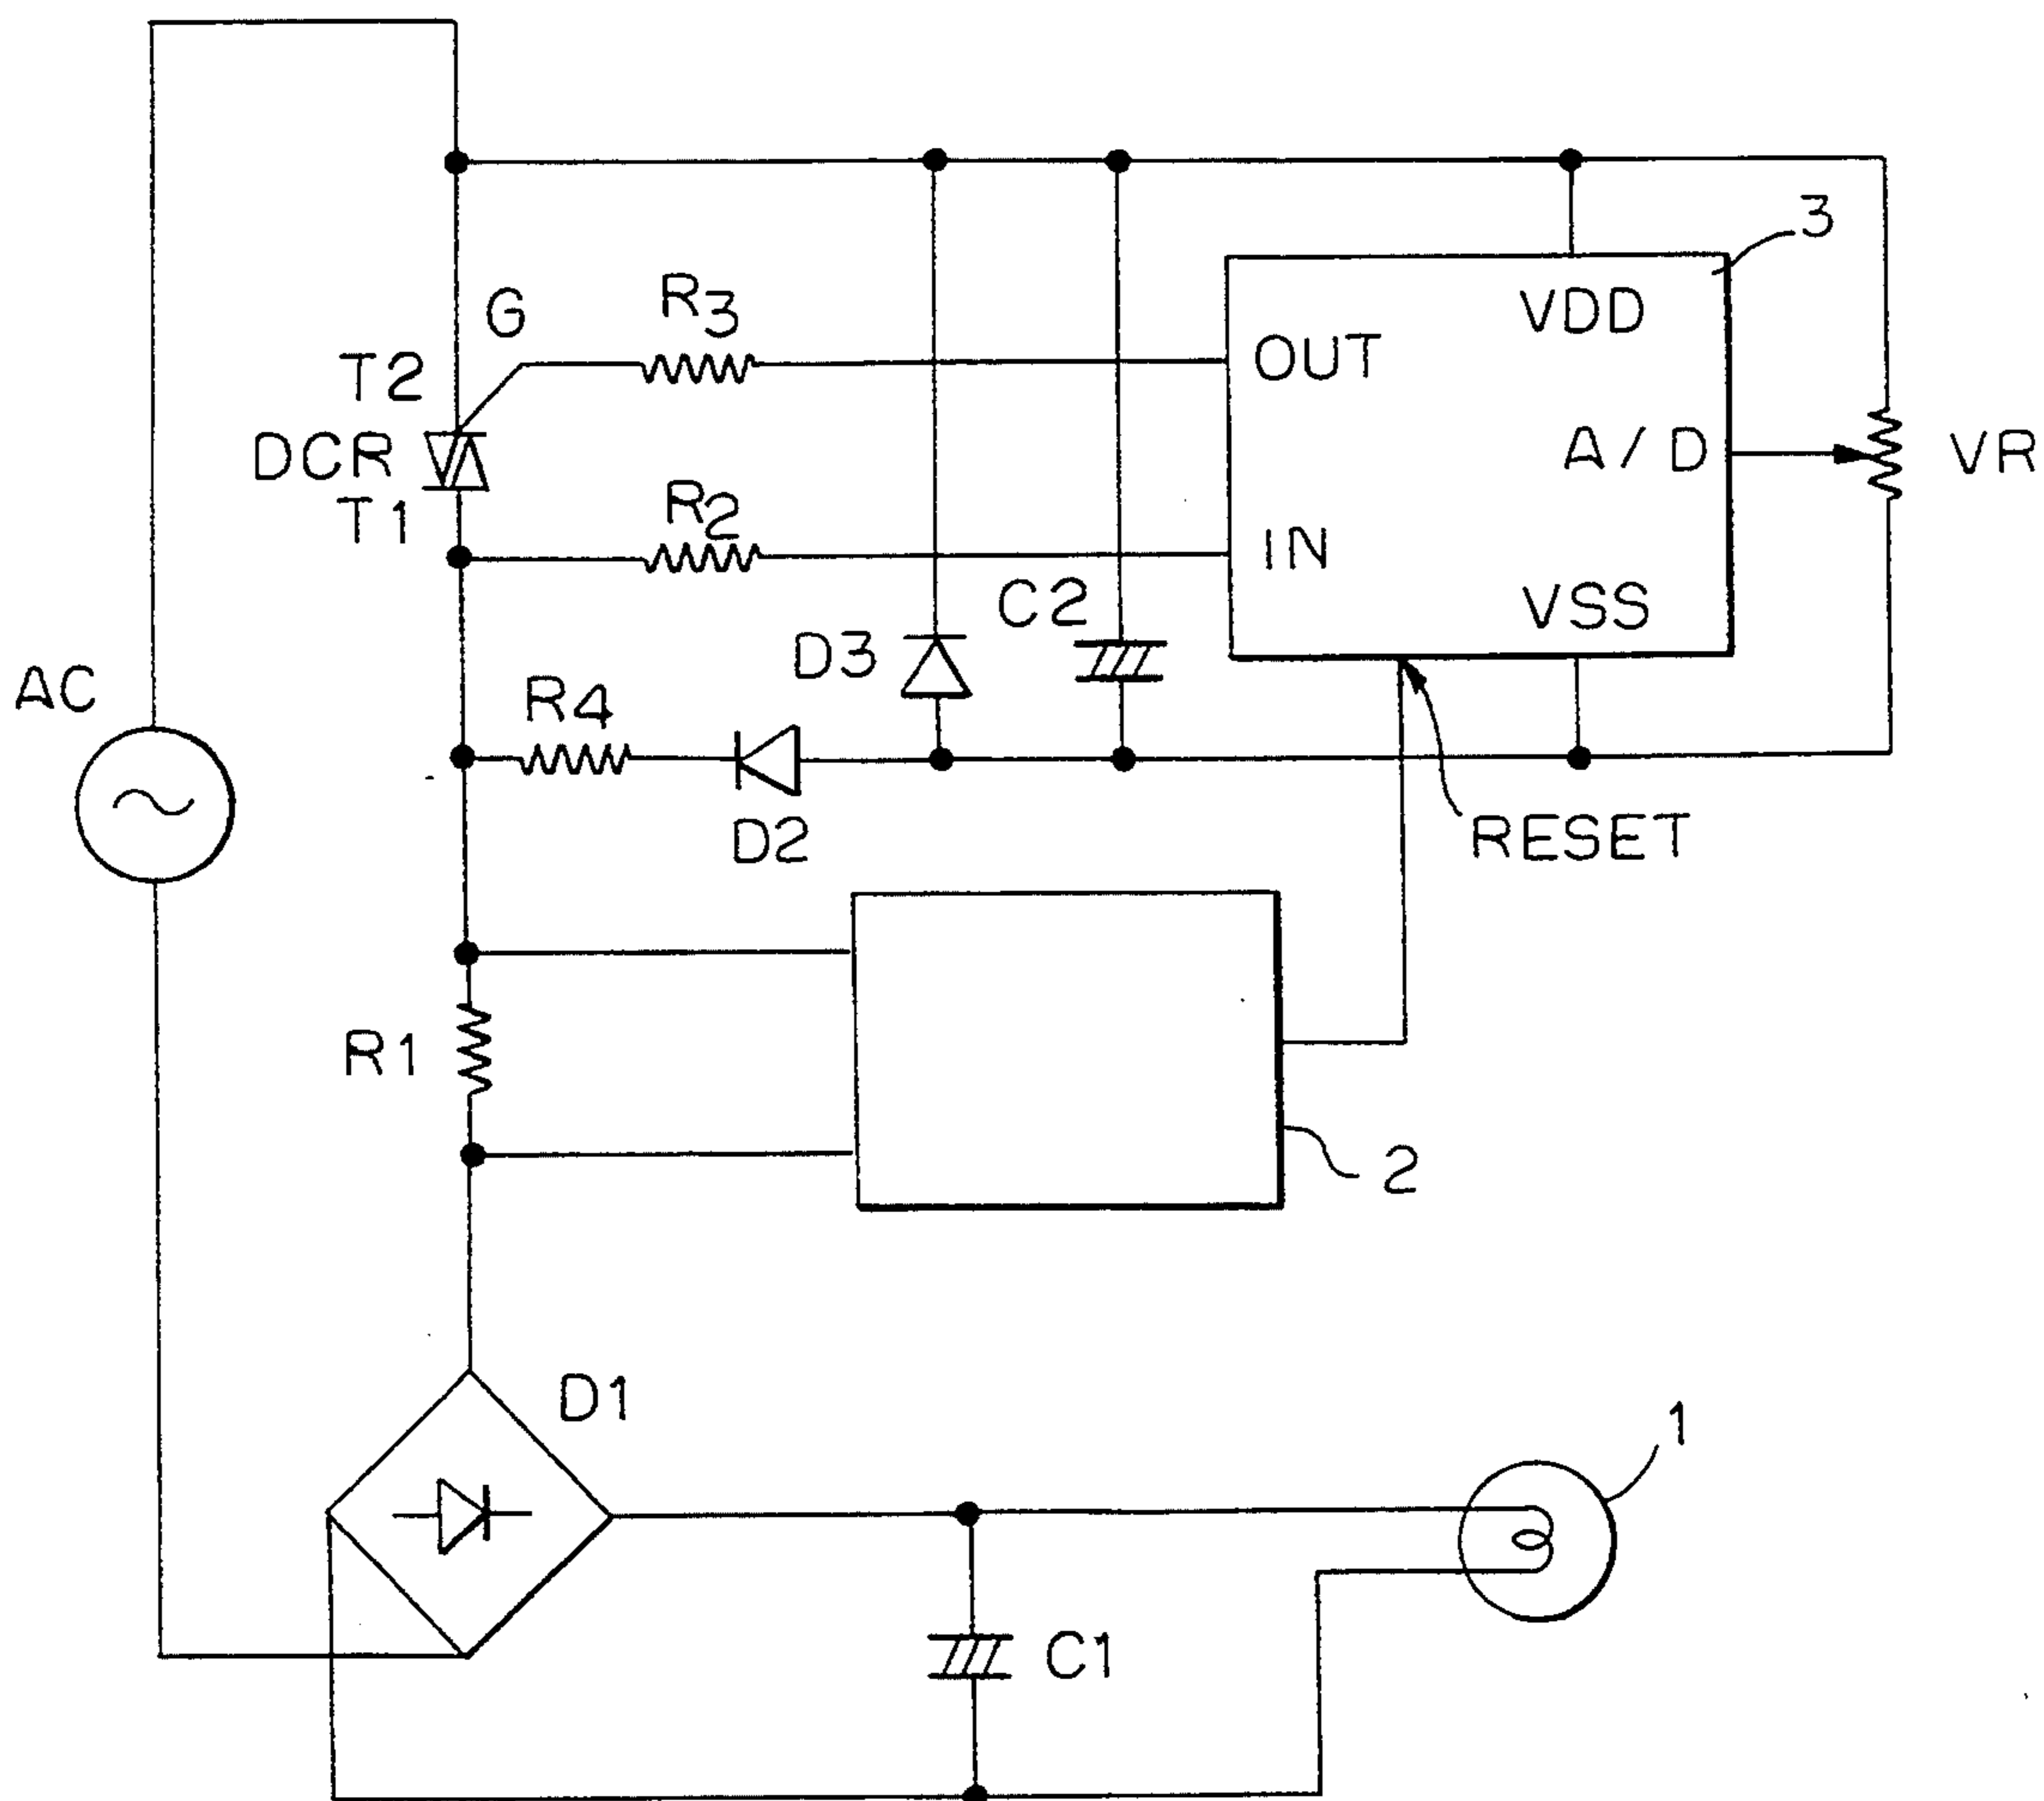 3
VDD
G
R3
OUT
T2
DCR
A/D
VR
T1
R2
IN
C2
VSS
D3
AC
R4
D2
RESET
R1
2
D1
1
C1